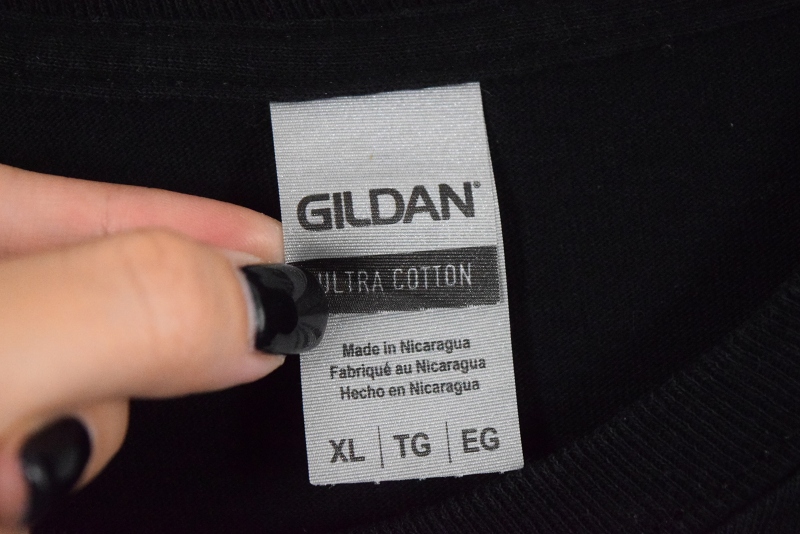 GILDAN®
ULTRA COTTON
Made in Nicaragua
Fabriqué au Nicaragua
Hecho en Nicaragua
XL | TG | EG